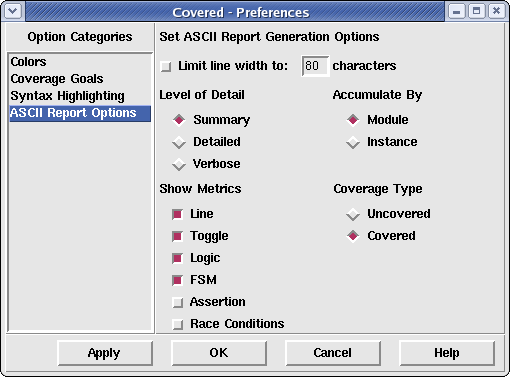 Covered - Preferences
Option Categories
Colors
Coverage Goals
Syntax Highlighting
ASCII Report Options
Set ASCII Report Generation Options
Limit line width to: 80 characters
Level of Detail
Summary
Detailed
Verbose
Accumulate By
Module
Instance
Show Metrics
Line
Toggle
Logic
FSM
Assertion
Race Conditions
Coverage Type
Uncovered
Covered
Apply
OK
Cancel
Help